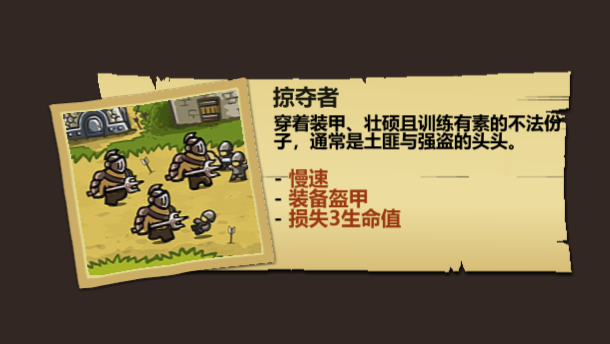 掠夺者
穿着装甲、壮硕且训练有素的不法份
子，通常是土匪与强盗的头头。
- 慢速
- 装备盔甲
- 损失3生命值